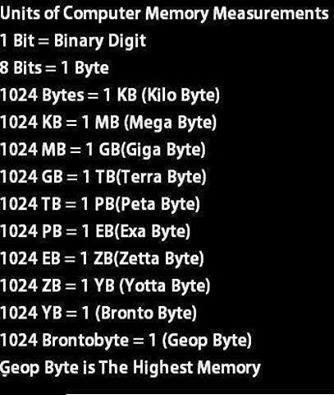 Units of Computer Memory Measurements
1 Bit = Binary Digit
8 Bits = 1 Byte
1024 Bytes = 1 KB (Kilo Byte)
1024 KB = 1 MB (Mega Byte)
1024 MB = 1 GB(Giga Byte)
1024 GB = 1 TB(Terra Byte)
1024 TB = 1 PB(Peta Byte)
1024 PB = 1 EB(Exa Byte)
1024 EB = 1 ZB(Zetta Byte)
1024 ZB = 1 YB (Yotta Byte)
1024 YB = 1 (Bronto Byte)
1024 Brontobyte = 1 (Geop Byte)
Geop Byte is The Highest Memory